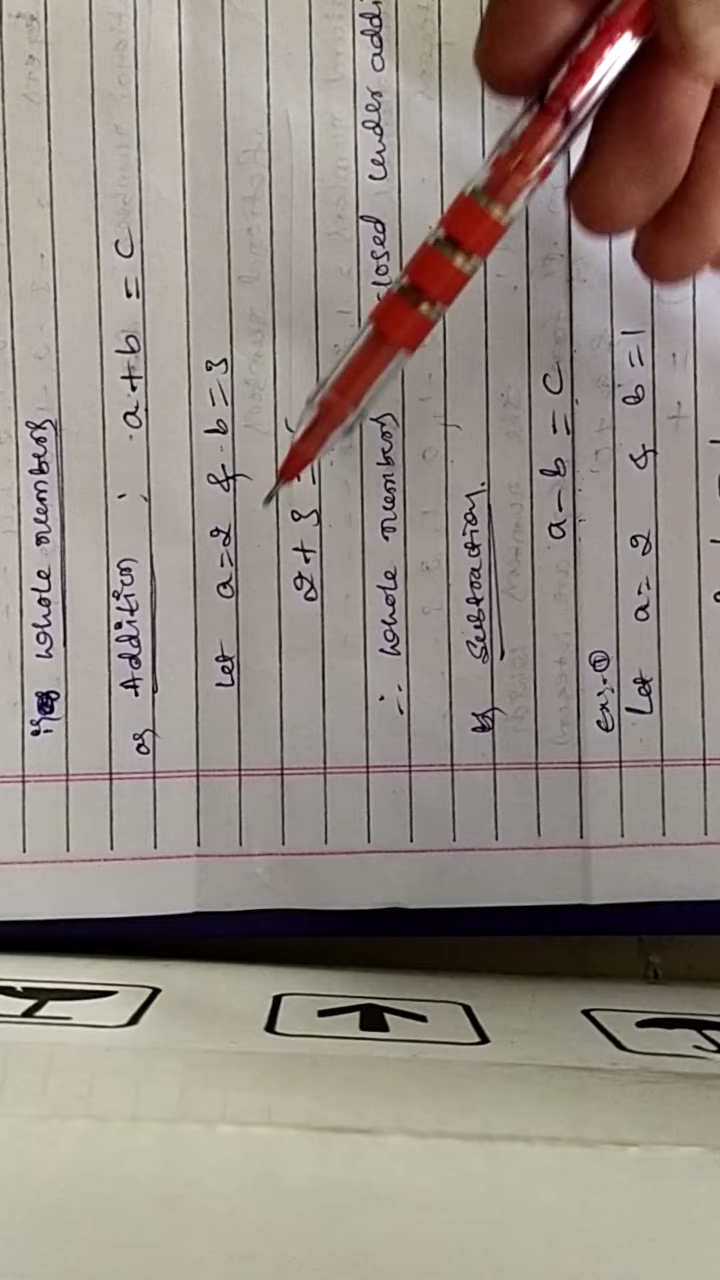 Whole numbers
a) Addition : a+b = c
Let a=2 & b=3
2+3
∴ Whole numbers closed under addi
b) Subtraction.
a-b = c
ex:-①
Let a=2 & b=1